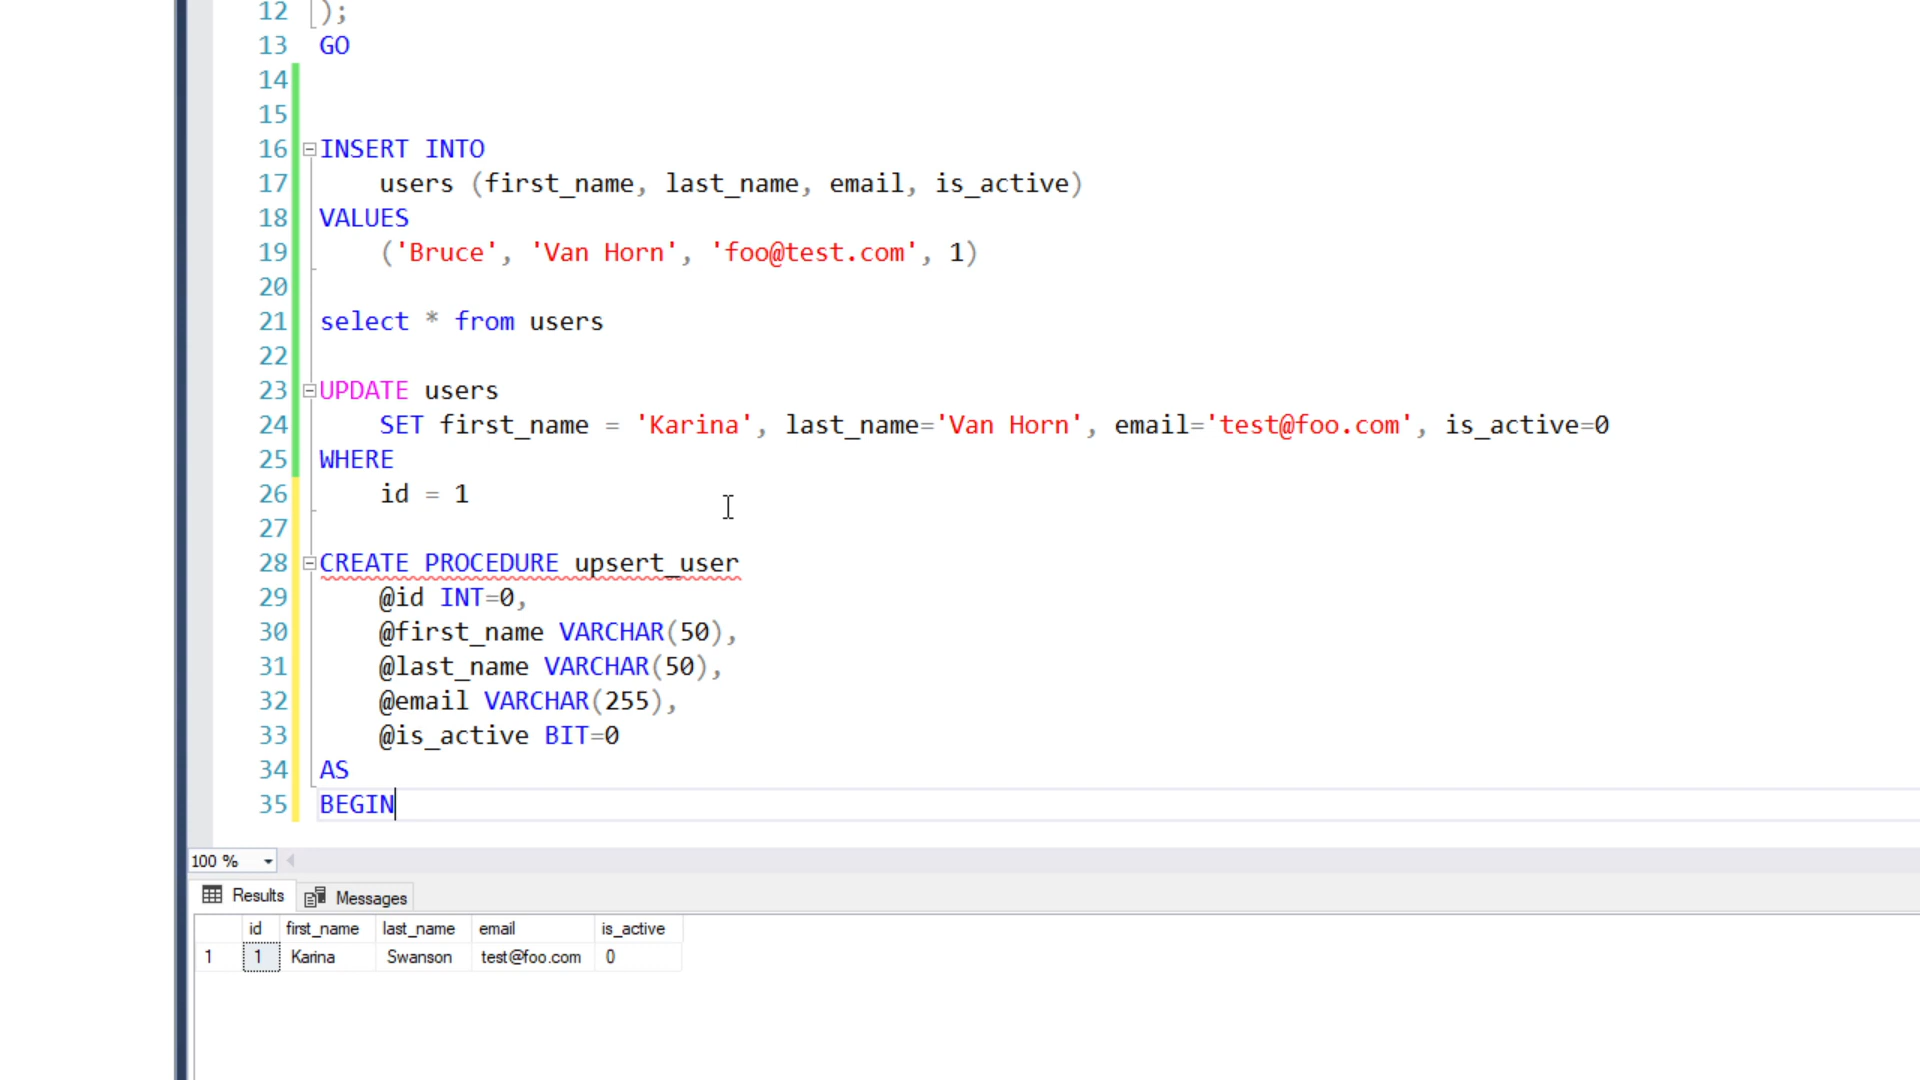 12 );
13 GO
14
15
16 INSERT INTO
17 users (first_name, last_name, email, is_active)
18 VALUES
19 ('Bruce', 'Van Horn', 'foo@test.com', 1)
20
21 select * from users
22
23 UPDATE users
24 SET first_name = 'Karina', last_name='Van Horn', email='test@foo.com', is_active=0
25 WHERE
26 id = 1
27
28 CREATE PROCEDURE upsert_user
29 @id INT=0,
30 @first_name VARCHAR(50),
31 @last_name VARCHAR(50),
32 @email VARCHAR(255),
33 @is_active BIT=0
34 AS
35 BEGIN
100 %
Results Messages
id first_name last_name email is_active
1 1 Karina Swanson test@foo.com 0